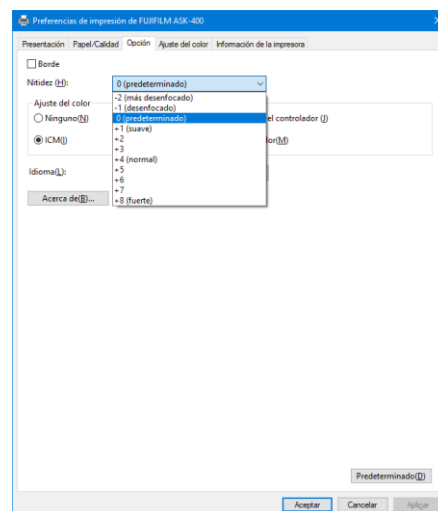 Preferencias de impresión de FUJIFILM ASK-400
Presentación Papel/Calidad Opción Ajuste del color Información de la impresora
Borde
Nitidez (H): 0 (predeterminado)
-2 (más desenfocado)
-1 (desenfocado)
Ajuste del color
0 (predeterminado)
Ninguno(N) el controlador (J)
+1 (suave)
+2
ICM(I) dor(M)
+3
+4 (normal)
Idioma(L): +5
+6
+7
Acerca de(B)... +8 (fuerte)
Predeterminado(D)
Aceptar Cancelar Aplicar